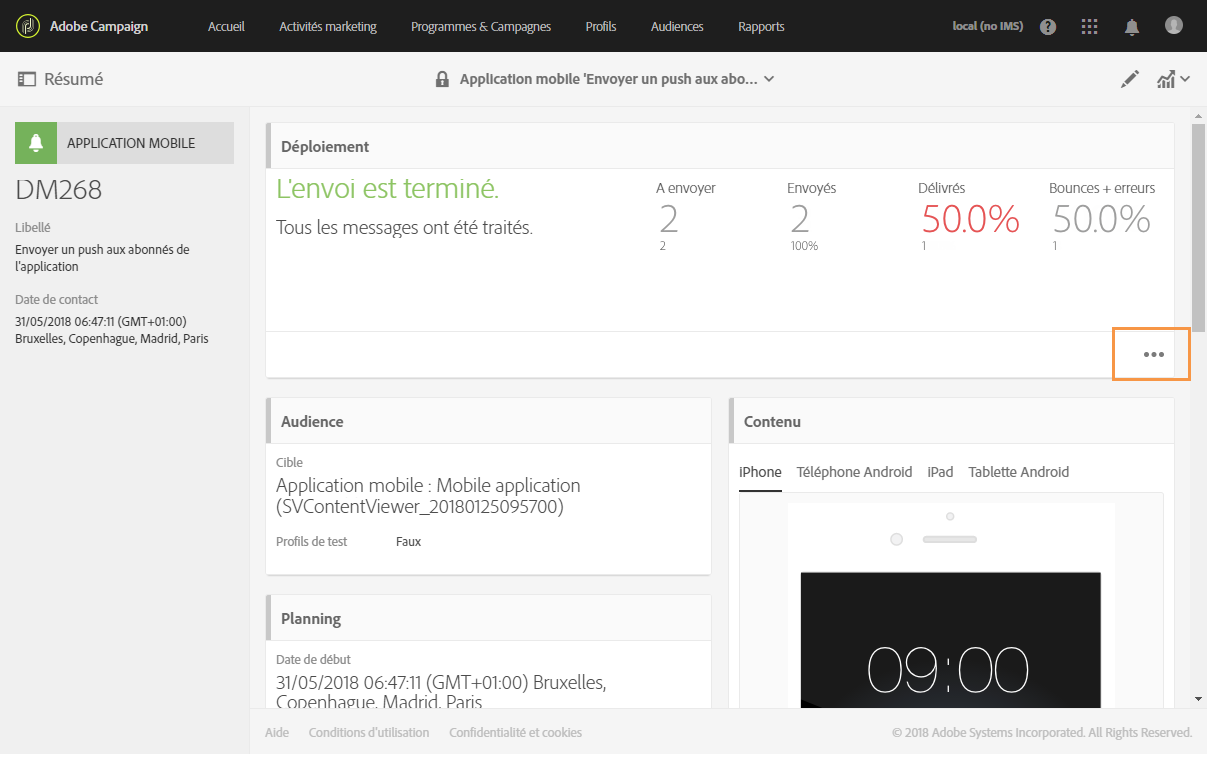 Adobe Campaign Accueil Activités marketing Programmes & Campagnes Profils Audiences Rapports local (no IMS) ?
Résumé Application mobile 'Envoyer un push aux abo...
APPLICATION MOBILE
DM268
Libellé
Envoyer un push aux abonnés de
l'application
Date de contact
31/05/2018 06:47:11 (GMT+01:00)
Bruxelles, Copenhague, Madrid, Paris
Déploiement
L'envoi est terminé.
Tous les messages ont été traités.
A envoyer Envoyés Délivrés Bounces + erreurs
2 2 50.0% 50.0%
2 100% 1 1
Audience
Cible
Application mobile : Mobile application
(SVContentViewer_20180125095700)
Profils de test Faux
Planning
Date de début
31/05/2018 06:47:11 (GMT+01:00) Bruxelles,
Copenhague, Madrid, Paris
Contenu
iPhone Téléphone Android iPad Tablette Android
09:00
Aide Conditions d'utilisation Confidentialité et cookies © 2018 Adobe Systems Incorporated. All Rights Reserved.